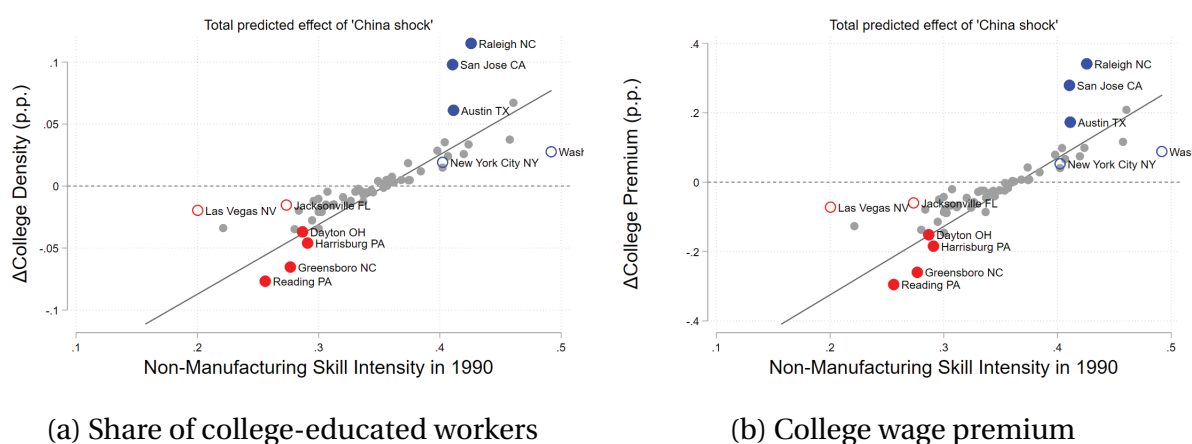 Total predicted effect of 'China shock'
ΔCollege Density (p.p.)
.1
.05
0
-.05
-.1
Raleigh NC
San Jose CA
Austin TX
New York City NY
Wash
Las Vegas NV
Jacksonville FL
Dayton OH
Harrisburg PA
Greensboro NC
Reading PA
.1
.2
.3
.4
.5
Non-Manufacturing Skill Intensity in 1990
(a) Share of college-educated workers
Total predicted effect of 'China shock'
ΔCollege Premium (p.p.)
.4
.2
0
-.2
-.4
Raleigh NC
San Jose CA
Austin TX
New York City NY
Was
Las Vegas NV
Jacksonville FL
Dayton OH
Harrisburg PA
Greensboro NC
Reading PA
.1
.2
.3
.4
.5
Non-Manufacturing Skill Intensity in 1990
(b) College wage premium